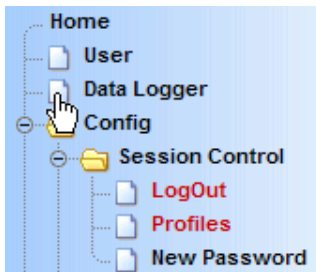 Home
User
Data Logger
Config
Session Control
LogOut
Profiles
New Password